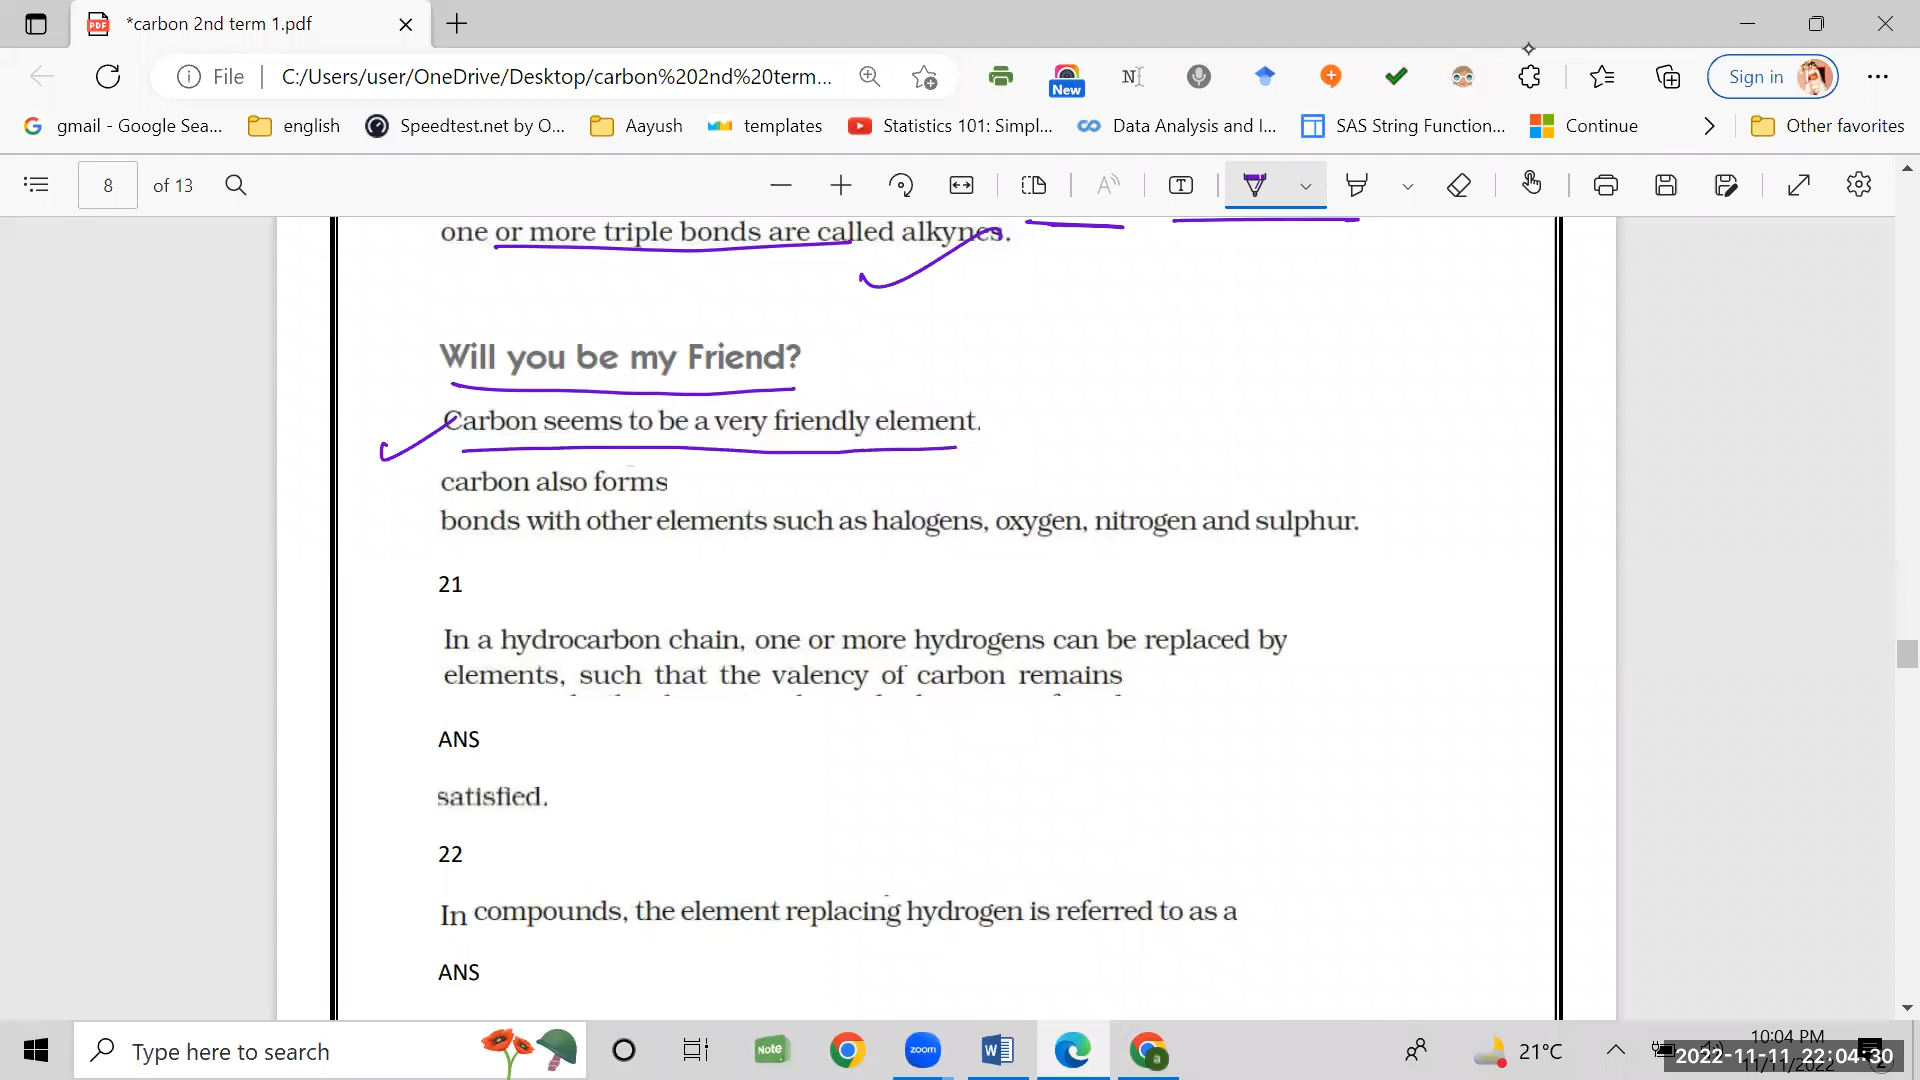 *carbon 2nd term 1.pdf
File
C:/Users/user/OneDrive/Desktop/carbon%202nd%20term...
New
Sign in
gmail - Google Sea...
english
Speedtest.net by O...
Aayush
templates
Statistics 101: Simpl...
Data Analysis and I...
SAS String Function...
Continue
Other favorites
8
of 13
one or more triple bonds are called alkynes.
Will you be my Friend?
Carbon seems to be a very friendly element.
carbon also forms
bonds with other elements such as halogens, oxygen, nitrogen and sulphur.
21
In a hydrocarbon chain, one or more hydrogens can be replaced by
elements, such that the valency of carbon remains
ANS
satisfied.
22
In compounds, the element replacing hydrogen is referred to as a
ANS
Type here to search
Note
zoom
21°C
10:04 PM
11/11/2022
2022-11-11 22:04:30